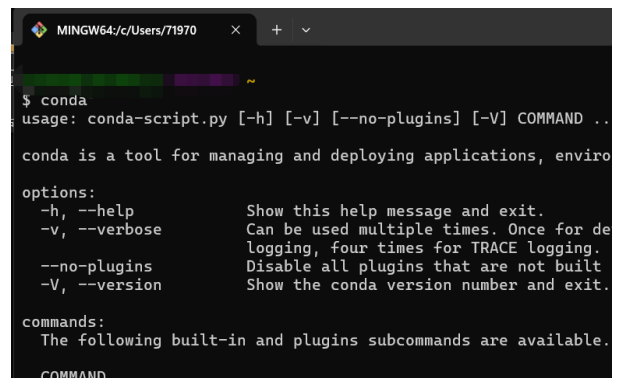 MINGW64:/c/Users/71970
~
$ conda
usage: conda-script.py [-h] [-v] [--no-plugins] [-V] COMMAND ..
conda is a tool for managing and deploying applications, enviro
options:
-h, --help Show this help message and exit.
-v, --verbose Can be used multiple times. Once for de
logging, four times for TRACE logging.
--no-plugins Disable all plugins that are not built
-V, --version Show the conda version number and exit.
commands:
The following built-in and plugins subcommands are available.
COMMAND